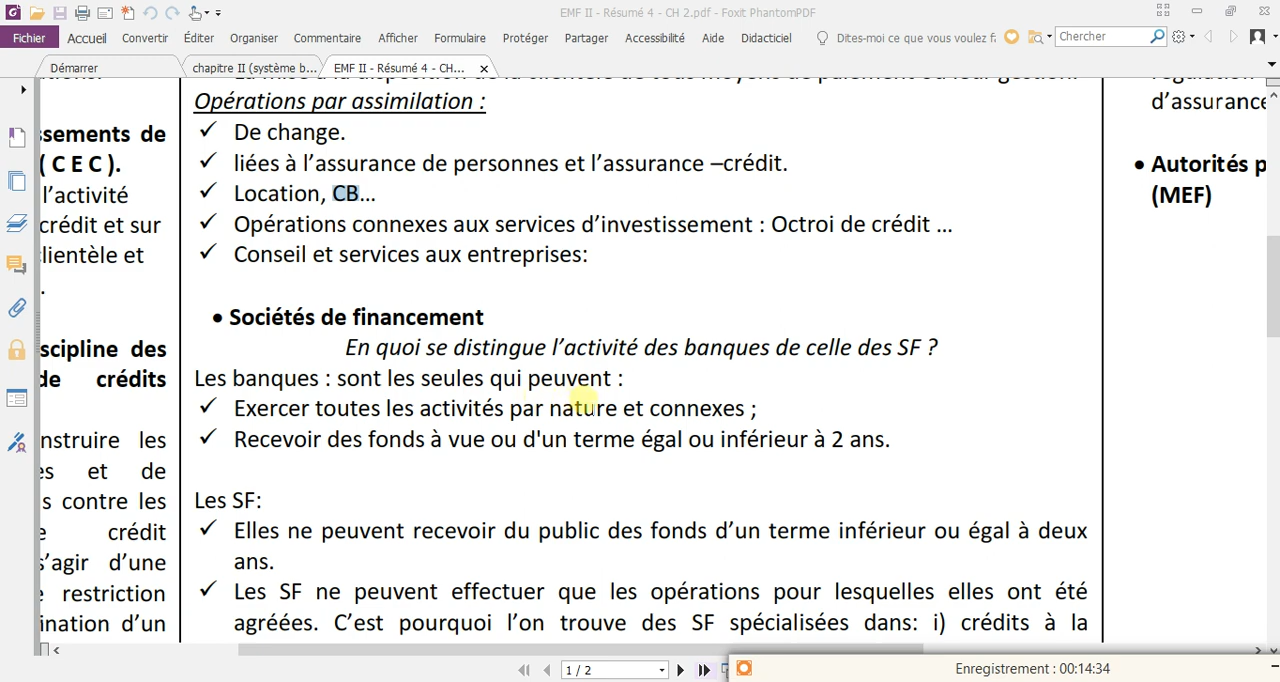 EMF II - Résumé 4 - CH 2.pdf - Foxit PhantomPDF
Fichier Accueil Convertir Éditer Organiser Commentaire Afficher Formulaire Protéger Partager Accessibilité Aide Didacticiel Dites-moi ce que vous voulez f Chercher
Démarrer chapitre II (système b... EMF II - Résumé 4 - CH...
Opérations par assimilation :
✓ De change.
✓ liées à l’assurance de personnes et l’assurance –crédit.
✓ Location, CB...
✓ Opérations connexes aux services d’investissement : Octroi de crédit ...
✓ Conseil et services aux entreprises:
• Sociétés de financement
En quoi se distingue l’activité des banques de celle des SF ?
Les banques : sont les seules qui peuvent :
✓ Exercer toutes les activités par nature et connexes ;
✓ Recevoir des fonds à vue ou d'un terme égal ou inférieur à 2 ans.
Les SF:
✓ Elles ne peuvent recevoir du public des fonds d’un terme inférieur ou égal à deux
ans.
✓ Les SF ne peuvent effectuer que les opérations pour lesquelles elles ont été
agréées. C’est pourquoi l’on trouve des SF spécialisées dans: i) crédits à la
ssements de
( C E C ).
l’activité
crédit et sur
lientèle et
.
scipline des
de crédits
nstruire les
es et de
s contre les
crédit
s’agir d’une
restriction
ination d’un
d’assurance
• Autorités p
(MEF)
1 / 2
Enregistrement : 00:14:34